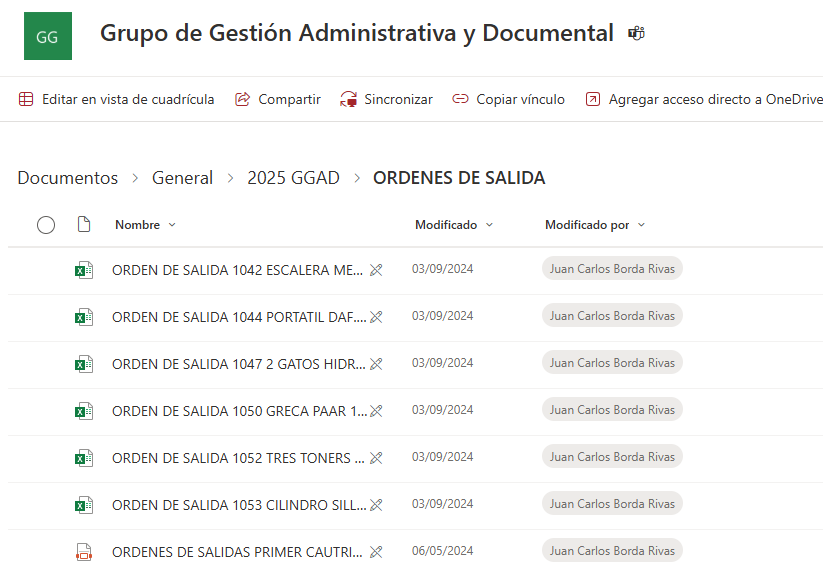 GG
Grupo de Gestión Administrativa y Documental
Editar en vista de cuadrícula Compartir Sincronizar Copiar vínculo Agregar acceso directo a OneDrive
Documentos > General > 2025 GGAD > ORDENES DE SALIDA
Nombre Modificado Modificado por
ORDEN DE SALIDA 1042 ESCALERA ME... 03/09/2024 Juan Carlos Borda Rivas
ORDEN DE SALIDA 1044 PORTATIL DAF.... 03/09/2024 Juan Carlos Borda Rivas
ORDEN DE SALIDA 1047 2 GATOS HIDR... 03/09/2024 Juan Carlos Borda Rivas
ORDEN DE SALIDA 1050 GRECA PAAR 1... 03/09/2024 Juan Carlos Borda Rivas
ORDEN DE SALIDA 1052 TRES TONERS ... 03/09/2024 Juan Carlos Borda Rivas
ORDEN DE SALIDA 1053 CILINDRO SILL... 03/09/2024 Juan Carlos Borda Rivas
ORDENES DE SALIDAS PRIMER CAUTRI... 06/05/2024 Juan Carlos Borda Rivas